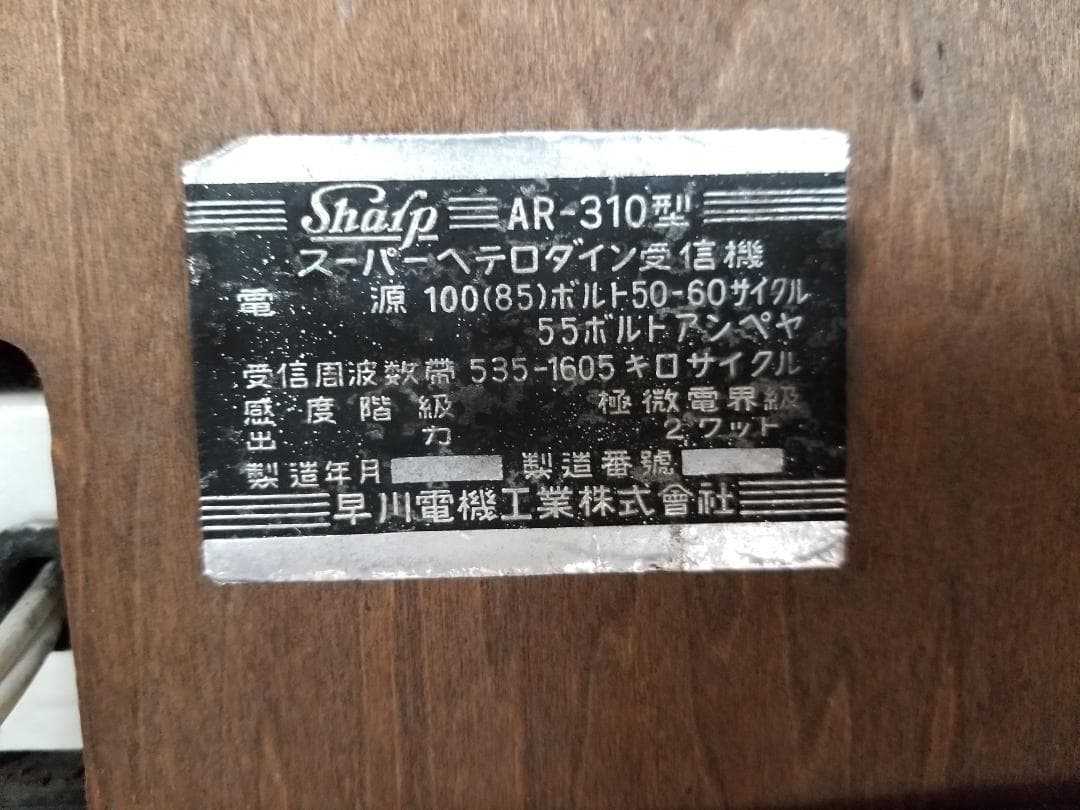 Sharp AR-310型
スーパーヘテロダイン受信機
電源 100(85)ボルト50-60サイクル
55ボルトアンペヤ
受信周波数帯 535-1605キロサイクル
感度階級 極微電界級
出力 2ワット
製造年月 製造番號
早川電機工業株式會社